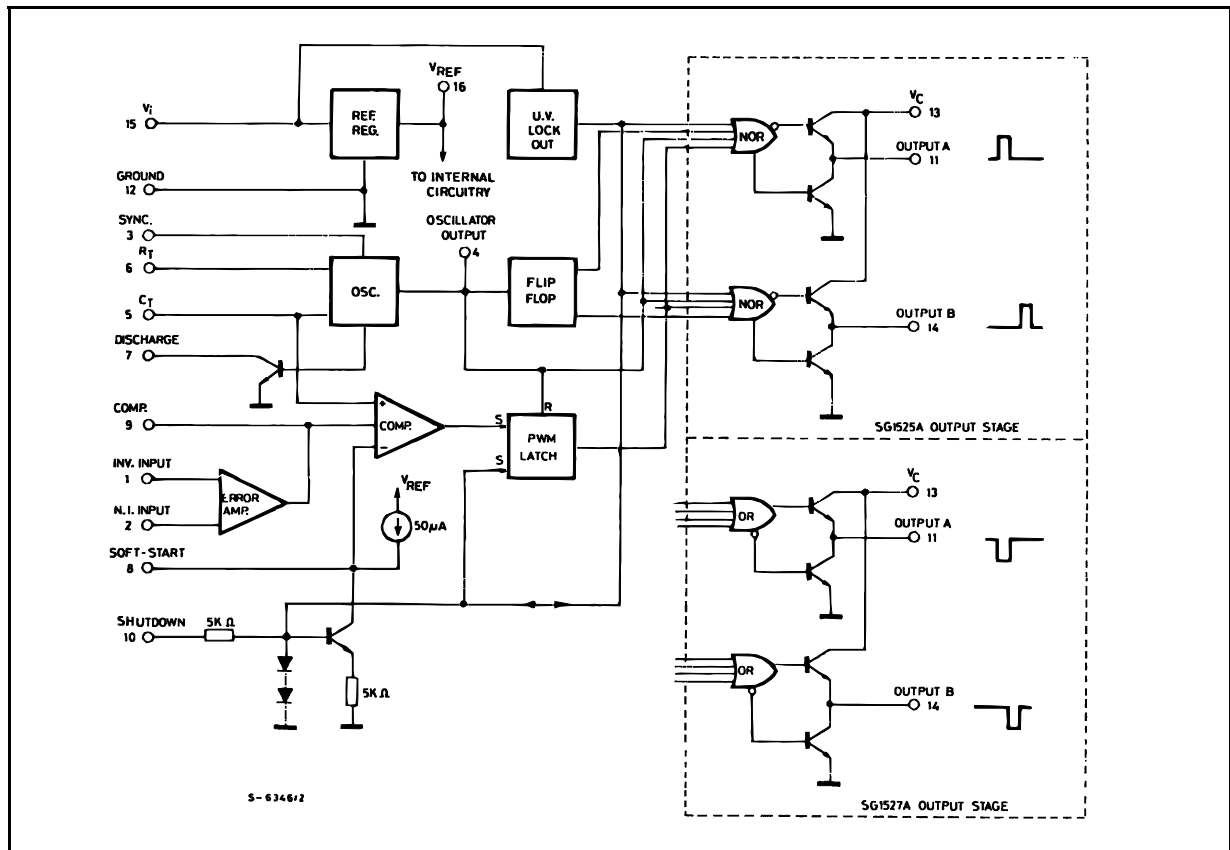 VREF
16
Vi
15
REF.
REG.
U.V.
LOCK
OUT
TO INTERNAL
CIRCUITRY
GROUND
12
SYNC.
3
RT
6
CT
5
OSC.
OSCILLATOR
OUTPUT
4
FLIP
FLOP
DISCHARGE
7
COMP.
9
INV. INPUT
1
N.I. INPUT
2
ERROR
AMP.
+
COMP.
−
S
R
S
PWM
LATCH
VREF
50µA
SOFT-START
8
SHUTDOWN
10
5K Ω
5K Ω
S-6346/2
NOR
VC
13
OUTPUT A
11
NOR
OUTPUT B
14
SG1525A OUTPUT STAGE
VC
13
OR
OUTPUT A
11
OR
OUTPUT B
14
SG1527A OUTPUT STAGE